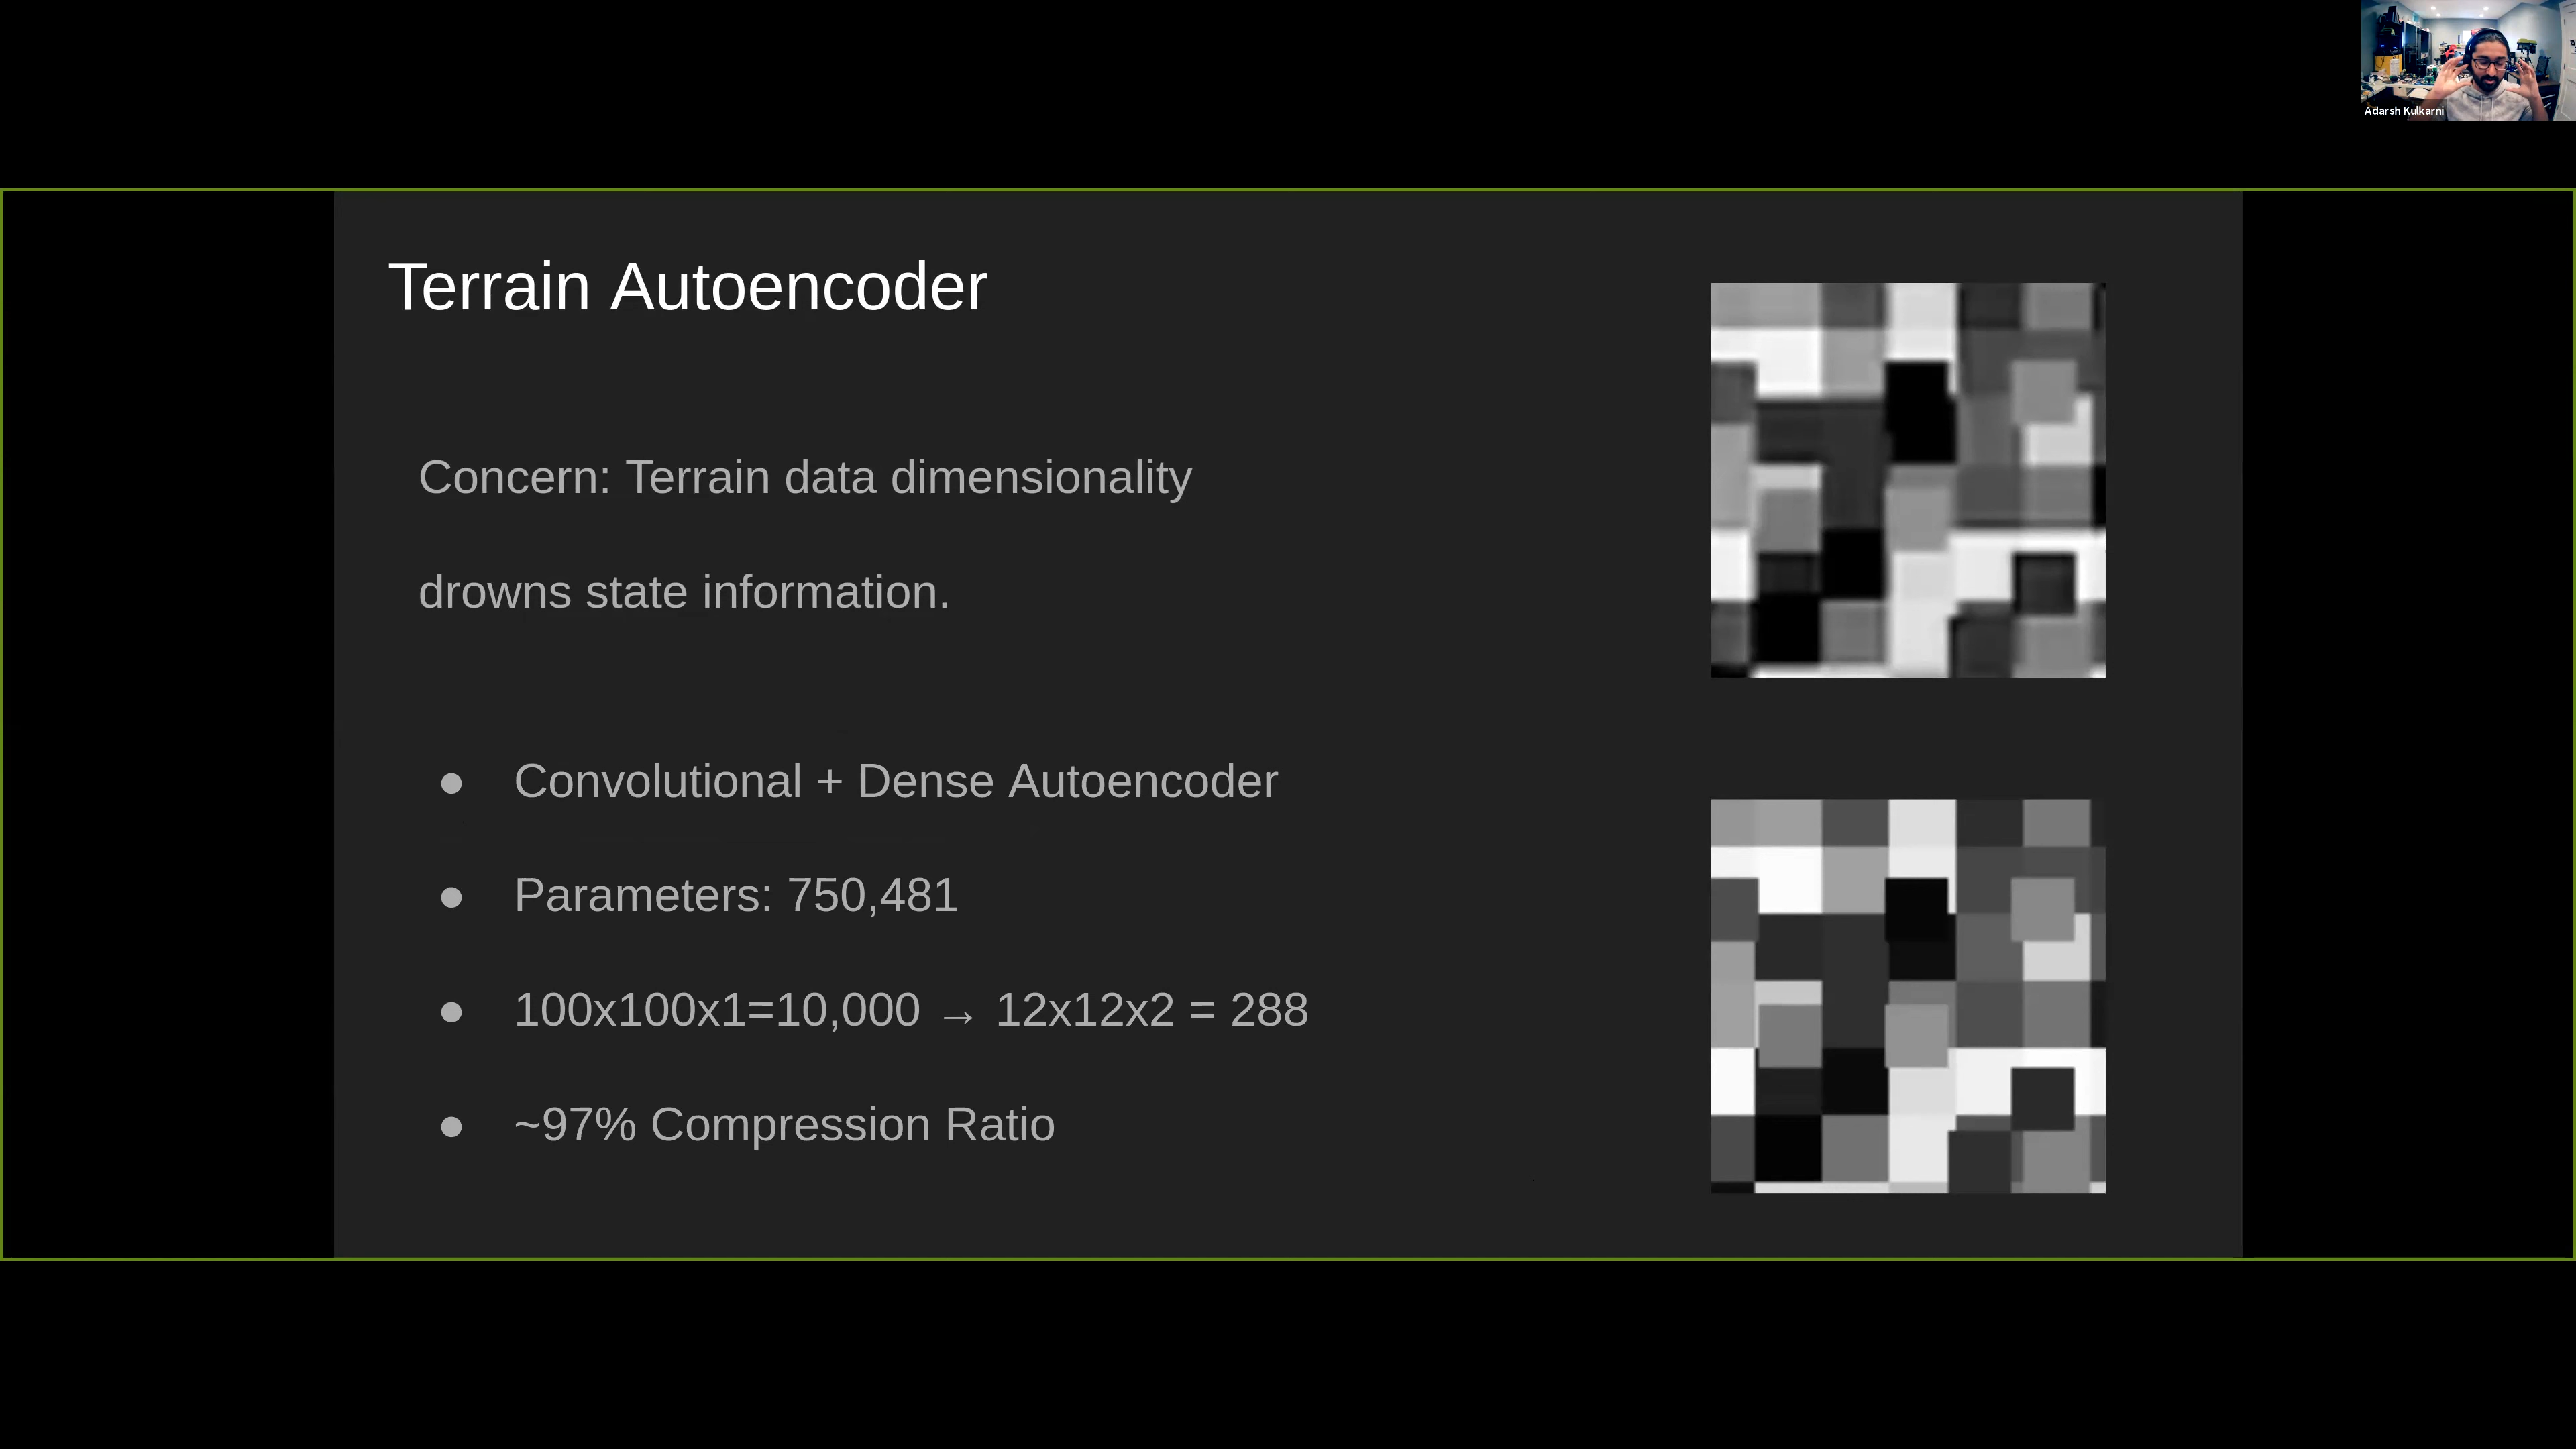 Adarsh Kulkarni
Terrain Autoencoder
Concern: Terrain data dimensionality
drowns state information.
● Convolutional + Dense Autoencoder
● Parameters: 750,481
● 100x100x1=10,000 → 12x12x2 = 288
● ~97% Compression Ratio